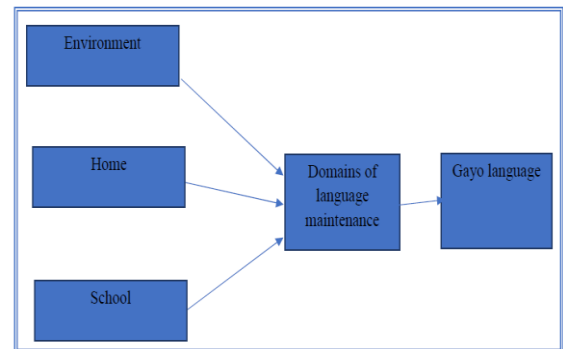 Environment
Home
Domains of
language
maintenance
Gayo language
School